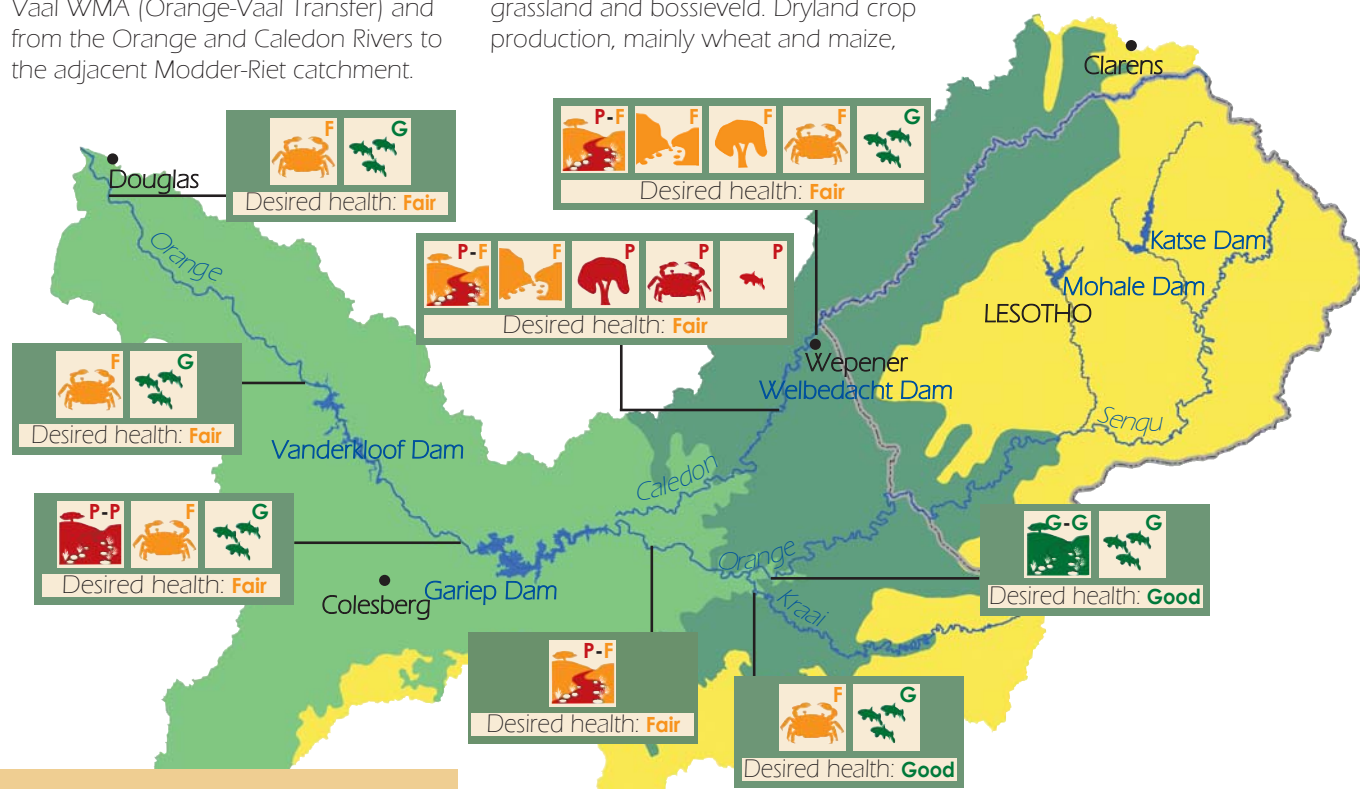 Vaal WMA (Orange-Vaal Transfer) and
from the Orange and Caledon Rivers to
the adjacent Modder-Riet catchment.
grassland and bossieveld. Dryland crop
production, mainly wheat and maize,
Clarens
F G
Desired health: Fair
P-F F F F G
Desired health: Fair
Douglas
Orange
P-F F P P P
Desired health: Fair
Katse Dam
Mohale Dam
LESOTHO
Wepener
Welbedacht Dam
F G
Desired health: Fair
Senqu
Vanderkloof Dam
Caledon
P-P F G
Desired health: Fair
G-G G
Desired health: Good
Orange
Kraai
Gariep Dam
Colesberg
P-F
Desired health: Fair
F G
Desired health: Good